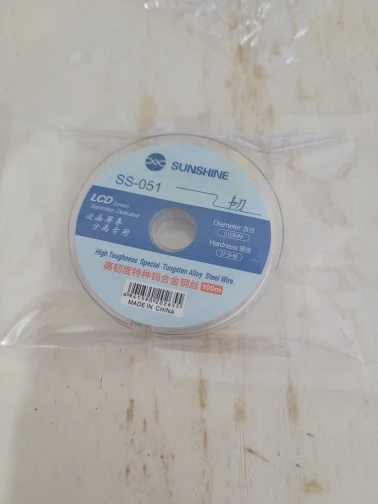 SUNSHINE
SS-051
LCD Screen
Separation Dedicated
液晶屏幕
分离专用
Diameter 直径
Hardness 硬度
High Toughness Special Tungsten Alloy Steel Wire
高韧度特种钨合金钢丝 100m
MADE IN CHINA